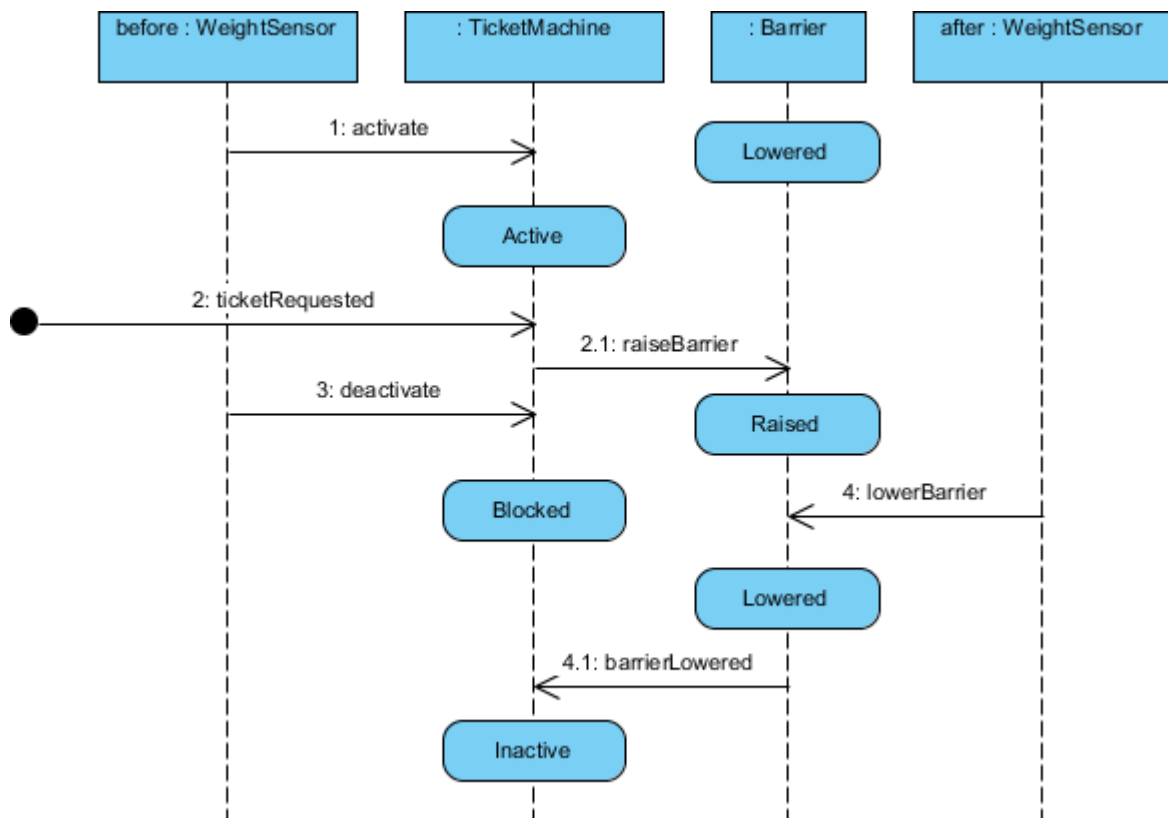 before : WeightSensor
: TicketMachine
: Barrier
after : WeightSensor
1: activate
Lowered
Active
2: ticketRequested
2.1: raiseBarrier
3: deactivate
Raised
4: lowerBarrier
Blocked
Lowered
4.1: barrierLowered
Inactive